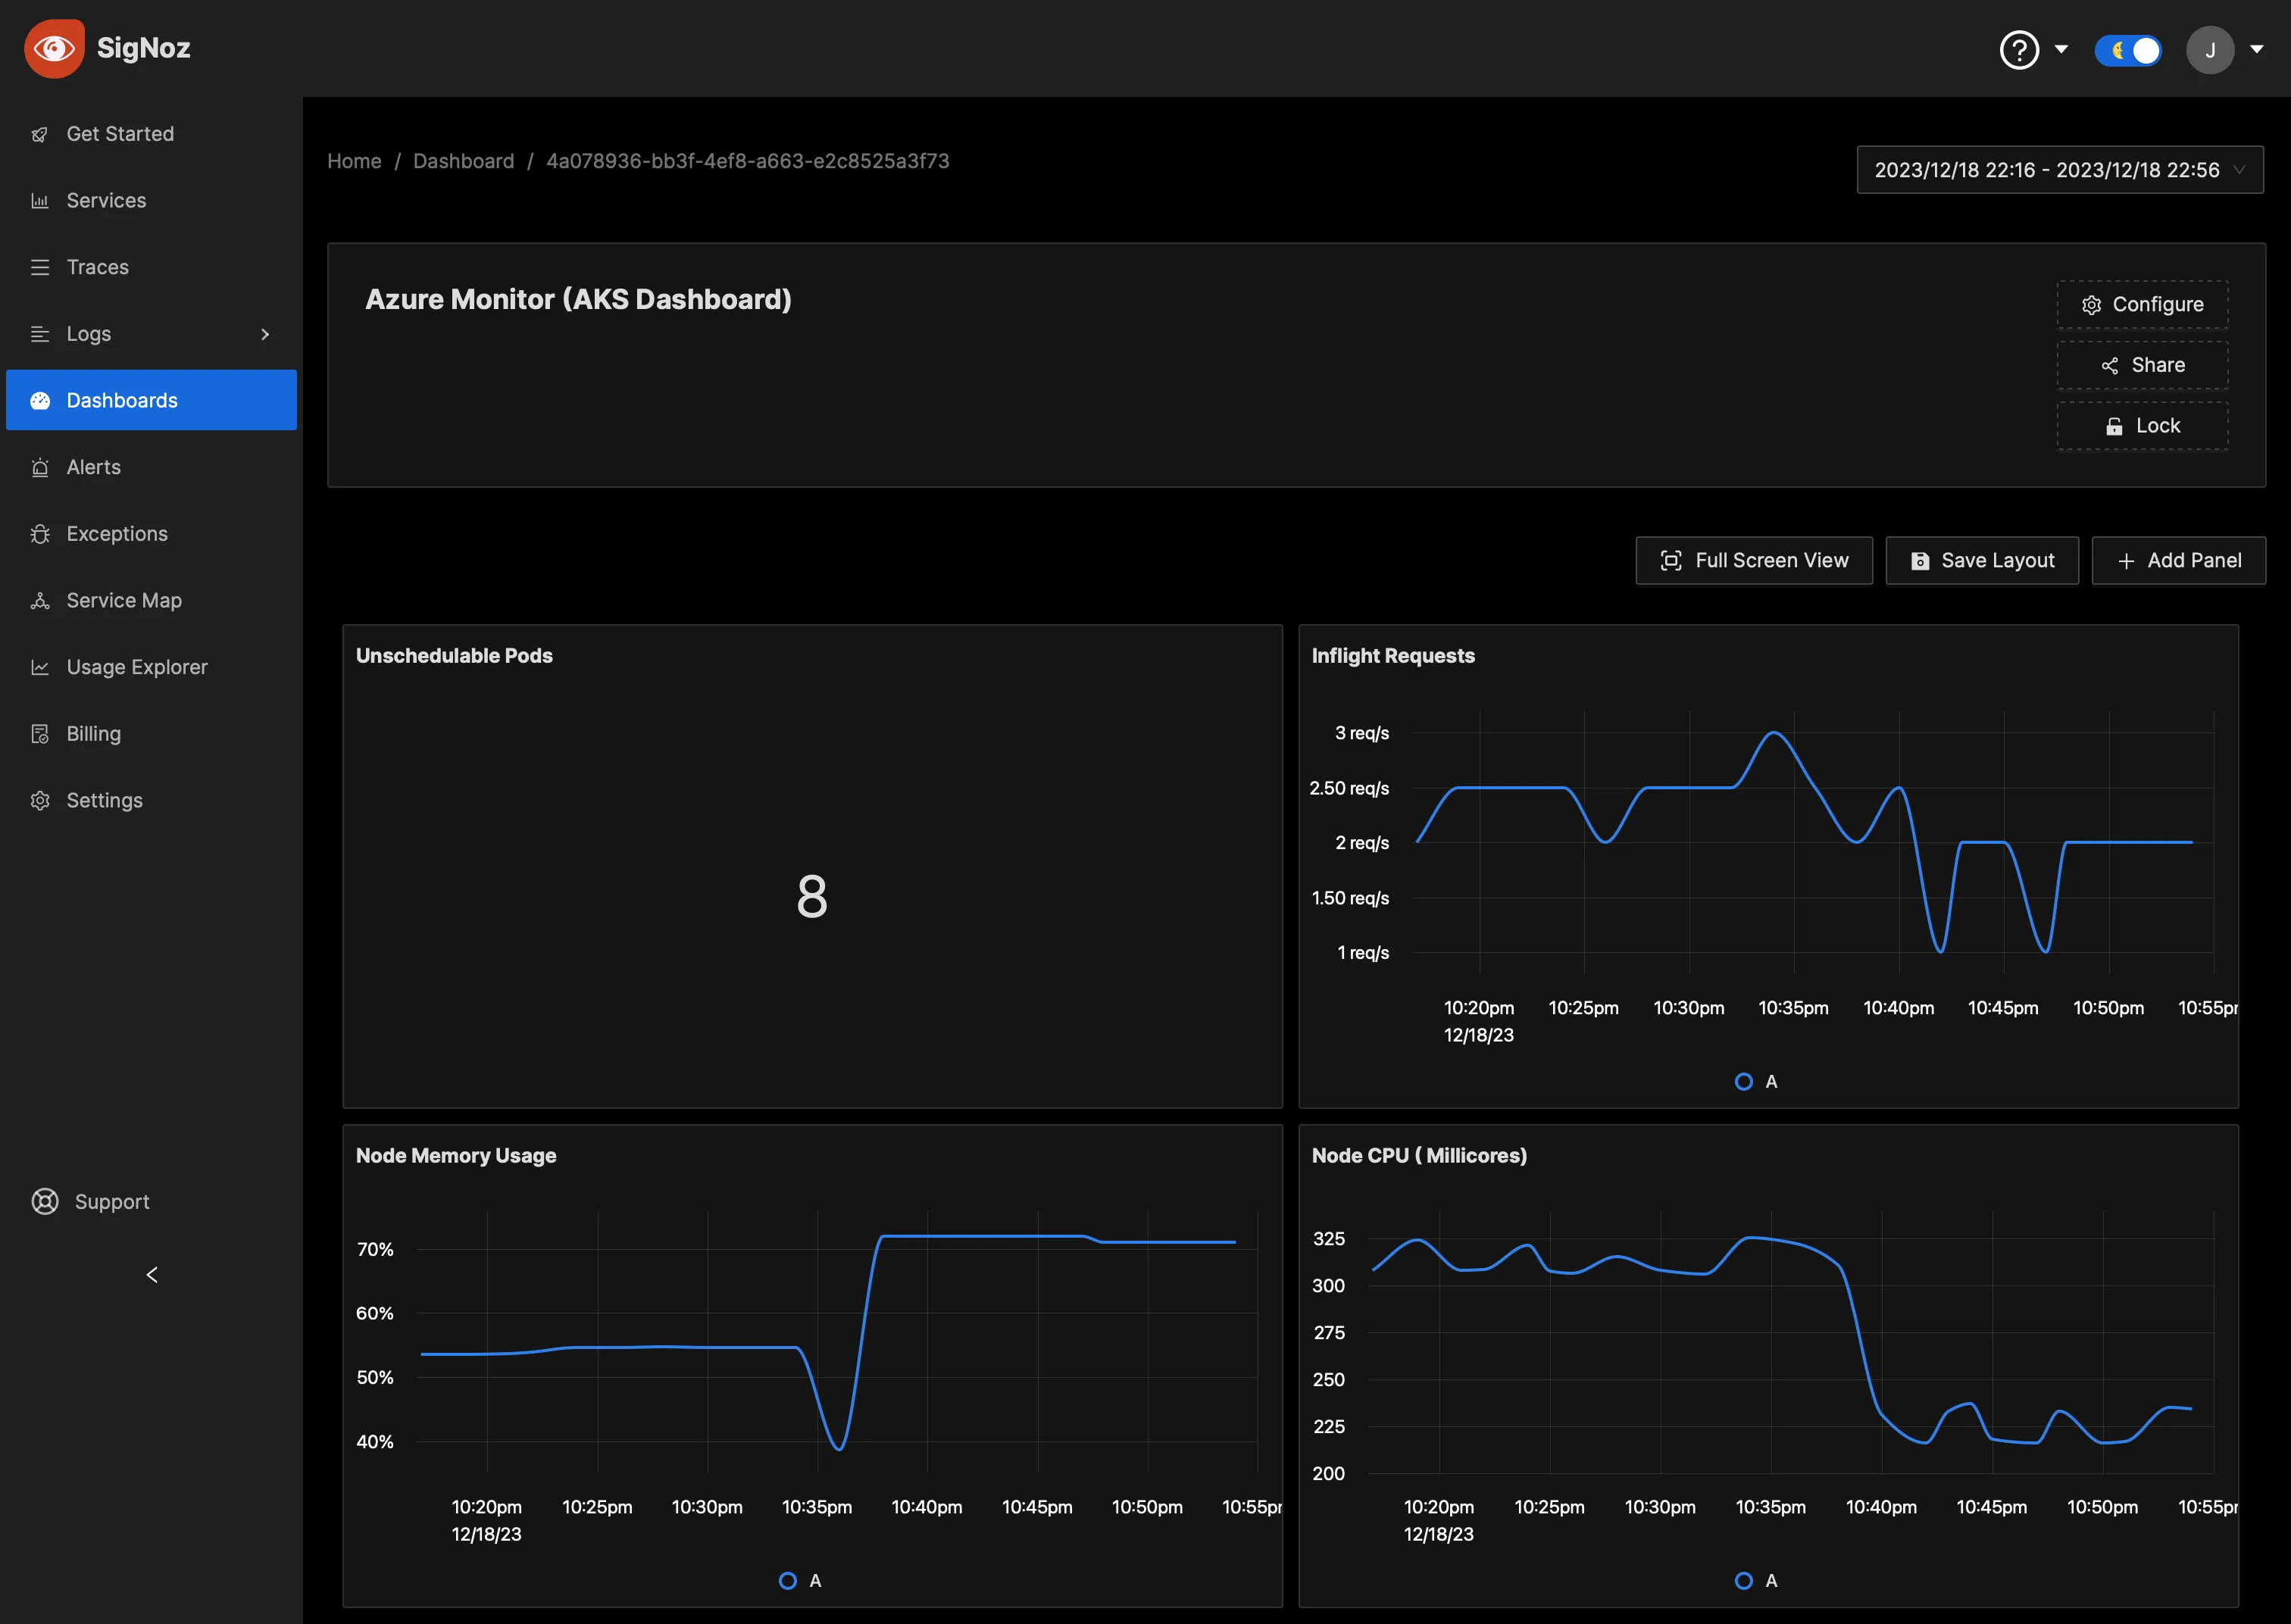 SigNoz
?
J
Get Started
Services
Traces
Logs
Dashboards
Alerts
Exceptions
Service Map
Usage Explorer
Billing
Settings
Support
Home / Dashboard / 4a078936-bb3f-4ef8-a663-e2c8525a3f73
2023/12/18 22:16 - 2023/12/18 22:56
Azure Monitor (AKS Dashboard)
Configure
Share
Lock
Full Screen View
Save Layout
Add Panel
Unschedulable Pods
8
Inflight Requests
3 req/s
2.50 req/s
2 req/s
1.50 req/s
1 req/s
10:20pm 10:25pm 10:30pm 10:35pm 10:40pm 10:45pm 10:50pm 10:55pr
12/18/23
A
Node Memory Usage
70%
60%
50%
40%
10:20pm 10:25pm 10:30pm 10:35pm 10:40pm 10:45pm 10:50pm 10:55pr
12/18/23
A
Node CPU ( Millicores)
325
300
275
250
225
200
10:20pm 10:25pm 10:30pm 10:35pm 10:40pm 10:45pm 10:50pm 10:55pr
12/18/23
A